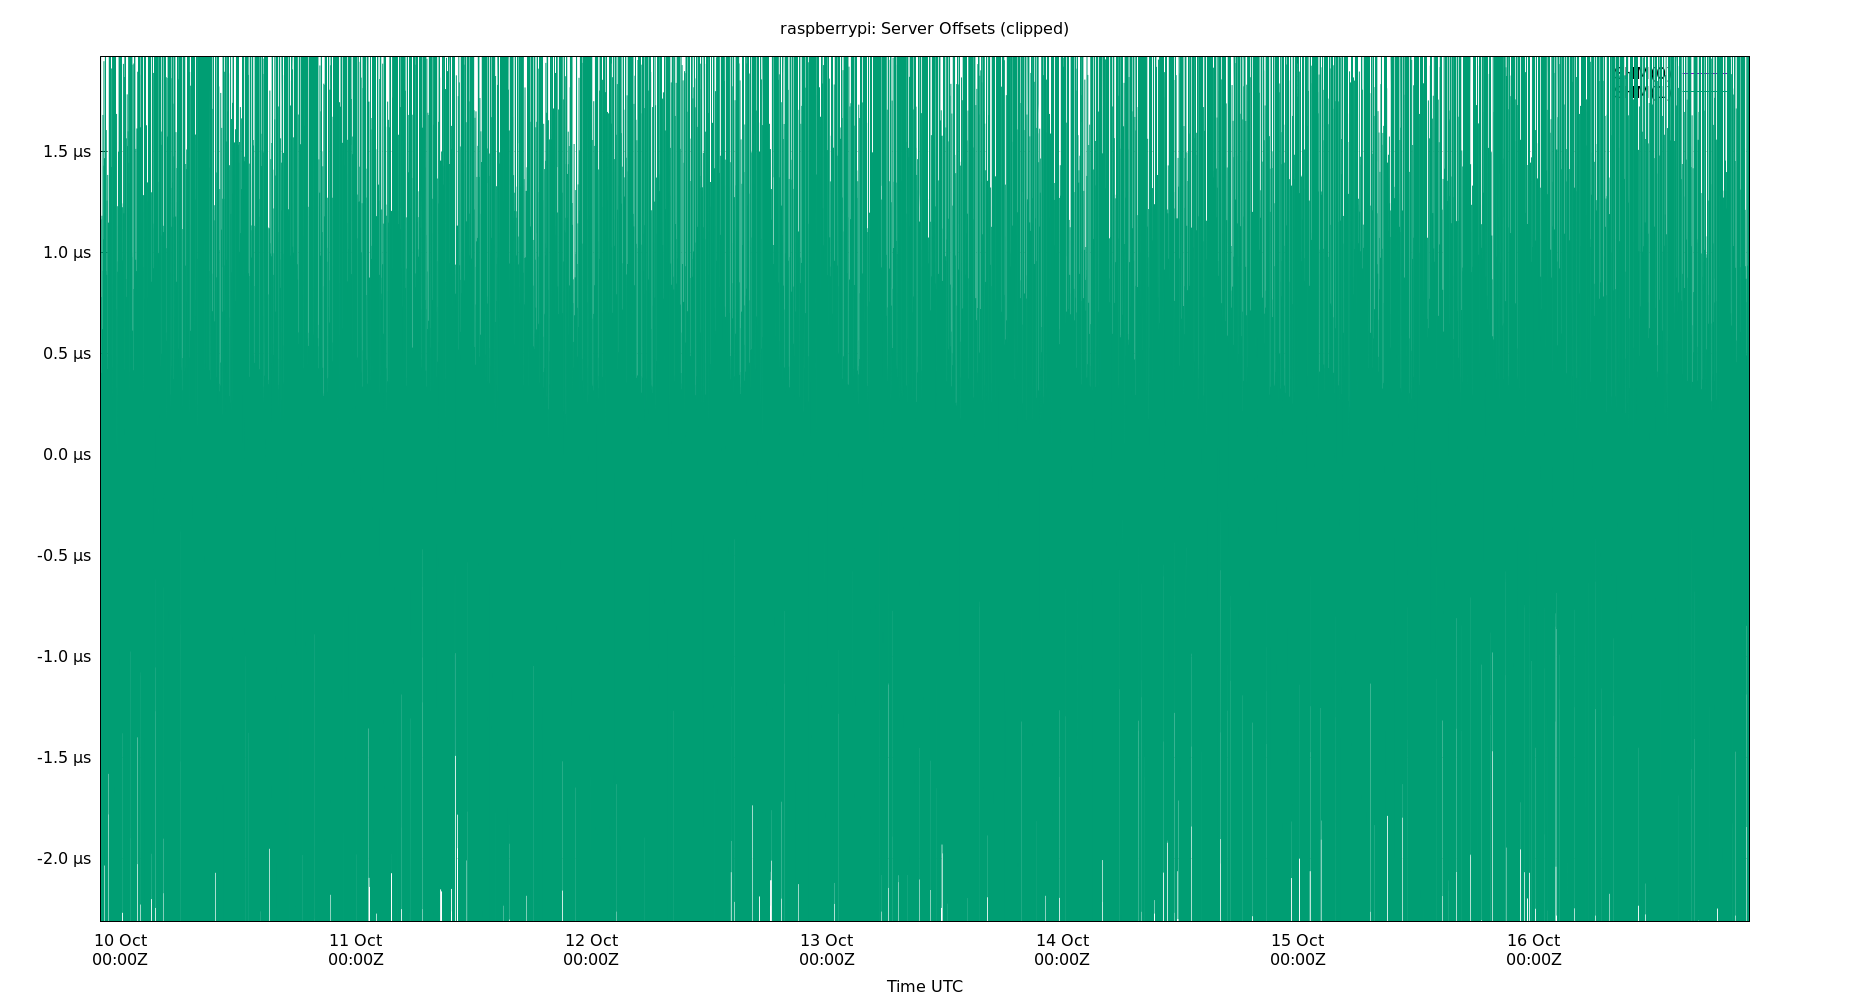 raspberrypi: Server Offsets (clipped)
SHM(0)
1.5 µs
1.0 µs
0.5 µs
0.0 µs
-0.5 µs
-1.0 µs
-1.5 µs
-2.0 µs
10 Oct 11 Oct 12 Oct 13 Oct 14 Oct 15 Oct 16 Oct
00:00Z 00:00Z 00:00Z 00:00Z 00:00Z 00:00Z 00:00Z
Time UTC